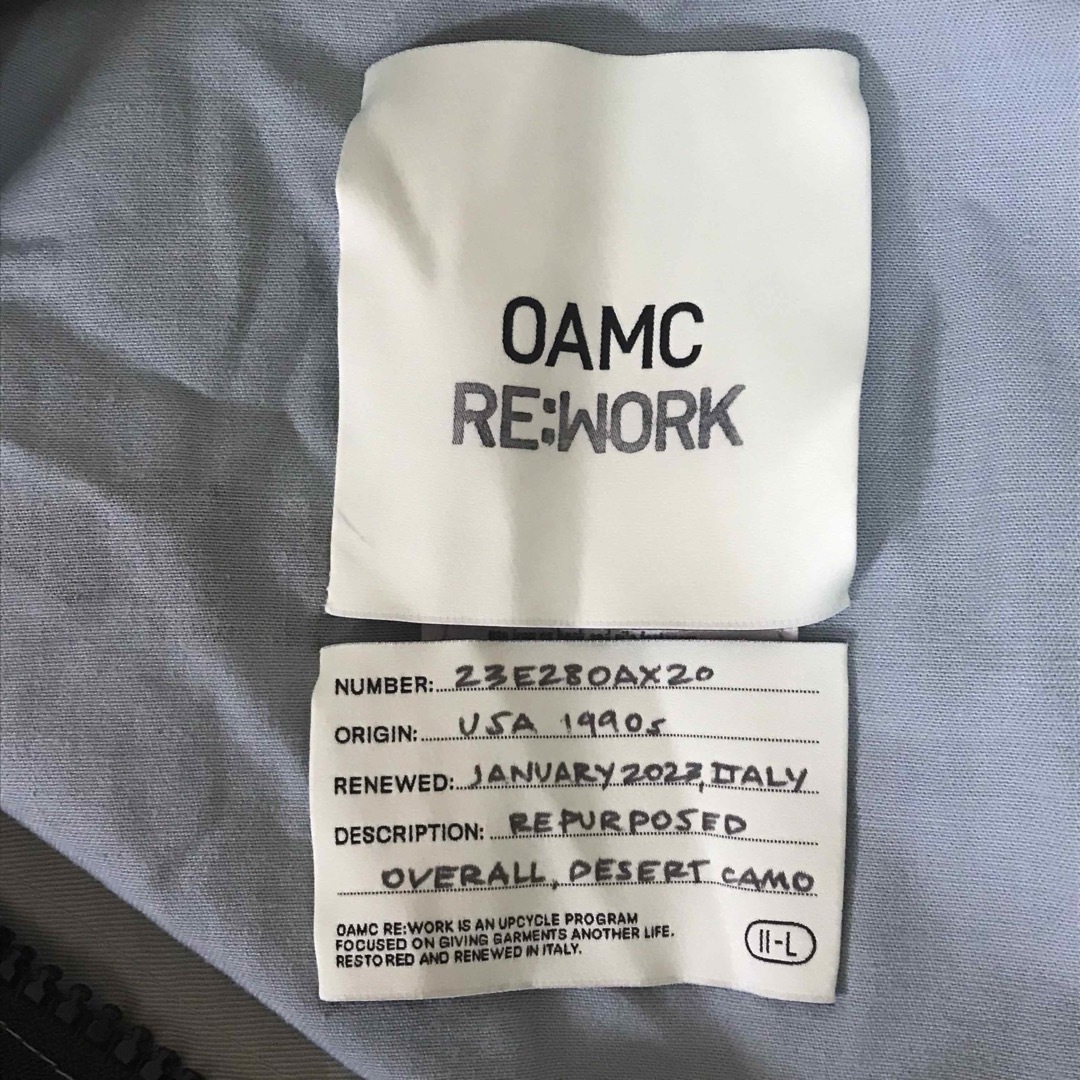 OAMC
RE:WORK
NUMBER: 23E28OAX20
ORIGIN: USA 1990s
RENEWED: JANUARY 2023, ITALY
DESCRIPTION: REPURPOSED
OVERALL, DESERT CAMO
OAMC RE:WORK IS AN UPCYCLE PROGRAM
FOCUSED ON GIVING GARMENTS ANOTHER LIFE.
RESTORED AND RENEWED IN ITALY.
II-L